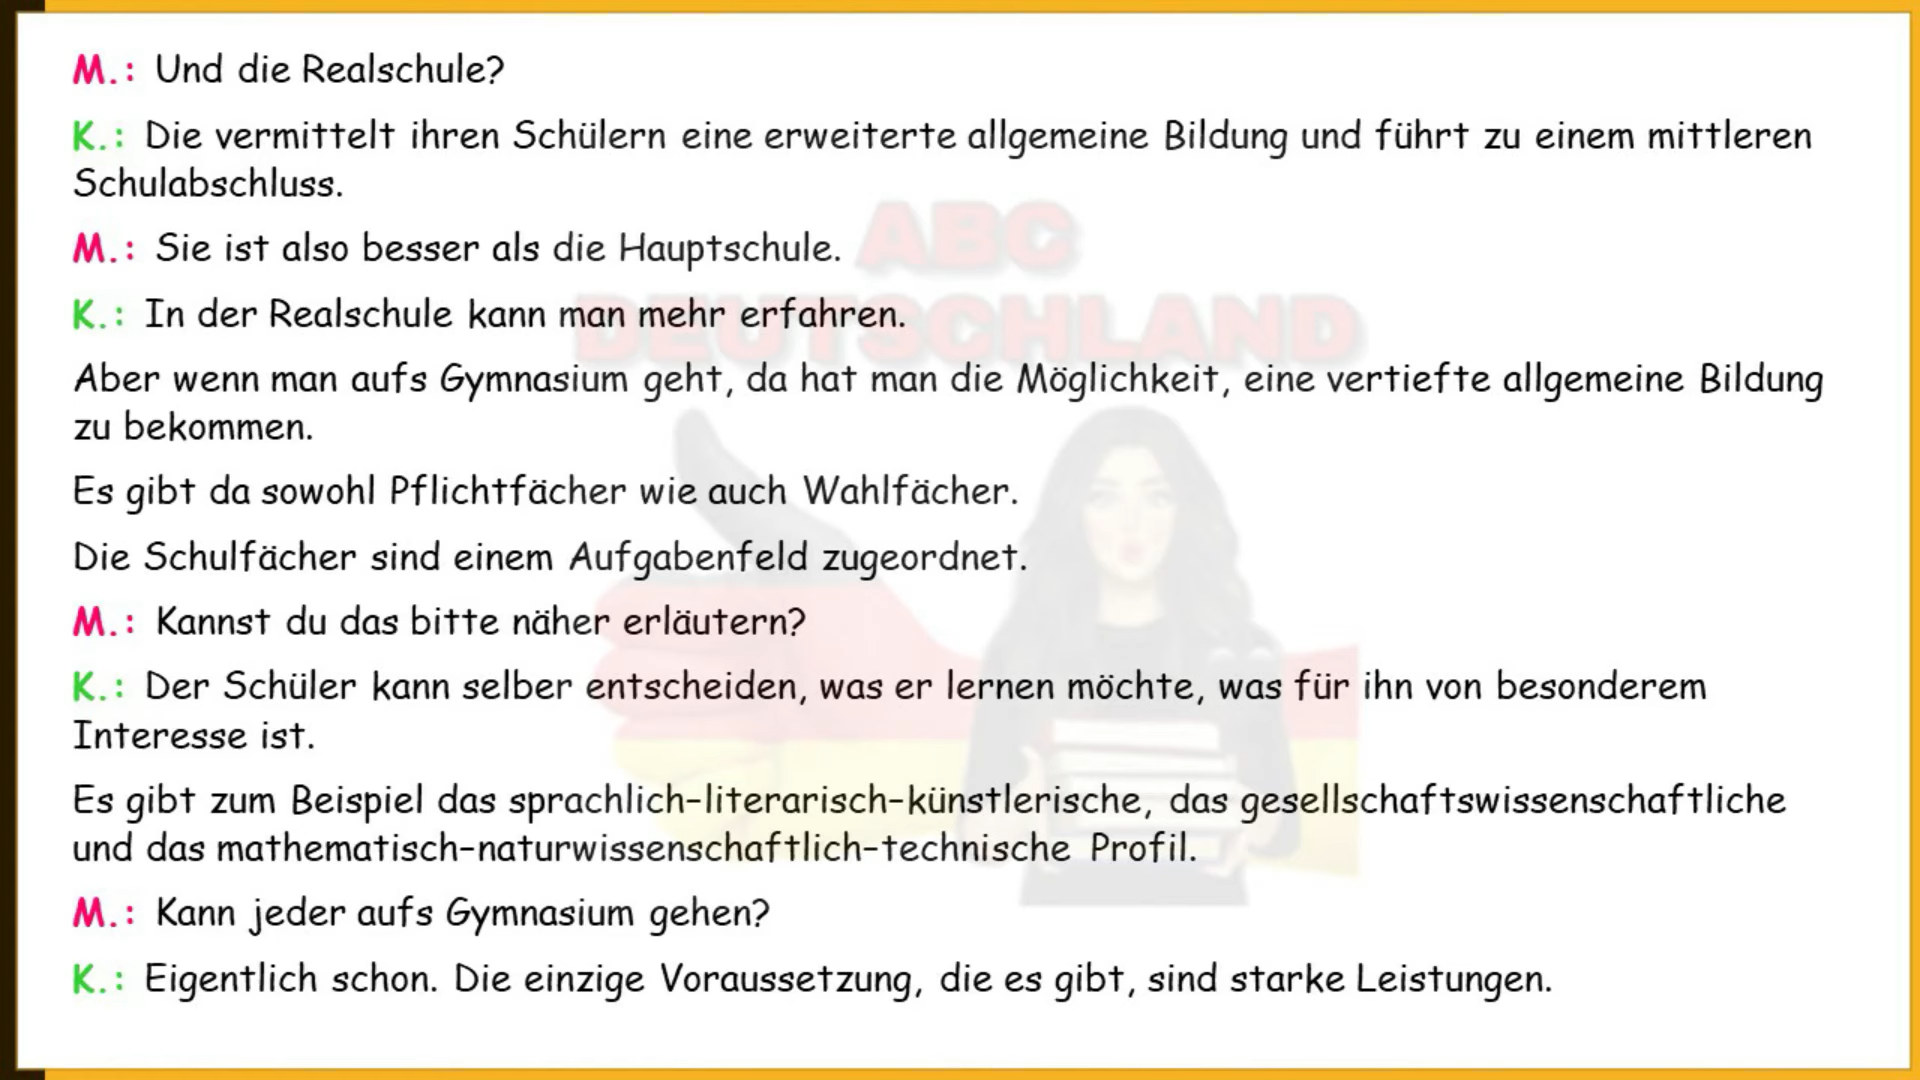 M.: Und die Realschule?
K.: Die vermittelt ihren Schülern eine erweiterte allgemeine Bildung und führt zu einem mittleren
Schulabschluss.
M.: Sie ist also besser als die Hauptschule.
ABC
K.: In der Realschule kann man mehr erfahren.
DEUTSCHLAND
Aber wenn man aufs Gymnasium geht, da hat man die Möglichkeit, eine vertiefte allgemeine Bildung
zu bekommen.
Es gibt da sowohl Pflichtfächer wie auch Wahlfächer.
Die Schulfächer sind einem Aufgabenfeld zugeordnet.
M.: Kannst du das bitte näher erläutern?
K.: Der Schüler kann selber entscheiden, was er lernen möchte, was für ihn von besonderem
Interesse ist.
Es gibt zum Beispiel das sprachlich-literarisch-künstlerische, das gesellschaftswissenschaftliche
und das mathematisch-naturwissenschaftlich-technische Profil.
M.: Kann jeder aufs Gymnasium gehen?
K.: Eigentlich schon. Die einzige Voraussetzung, die es gibt, sind starke Leistungen.